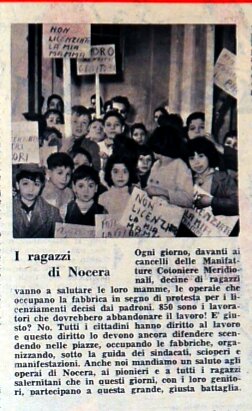 NON
LICENZIATE
LA MIA
MAMMA
NON
LICENZIATE
LA MIA
MAMMA
I ragazzi
di Nocera
Ogni giorno, davanti ai
cancelli delle Manifat-
ture Cotoniere Meridio-
nali, decine di ragazzi
vanno a salutare le loro mamme, le operaie che
occupano la fabbrica in segno di protesta per i li-
cenziamenti decisi dai padroni. 850 sono i lavora-
tori che dovrebbero abbandonare il lavoro! E'
giusto? No. Tutti i cittadini hanno diritto al lavoro
e questo diritto lo devono ancora difendere scen-
dendo nelle piazze, occupando le fabbriche, or-
ganizzando, sotto la guida dei sindacati, scioperi e
manifestazioni. Anche noi mandiamo un saluto agli
operai di Nocera, ai pionieri e a tutti i ragazzi
salernitani che in questi giorni, con i loro genito-
ri, partecipano a questa grande, giusta battaglia.